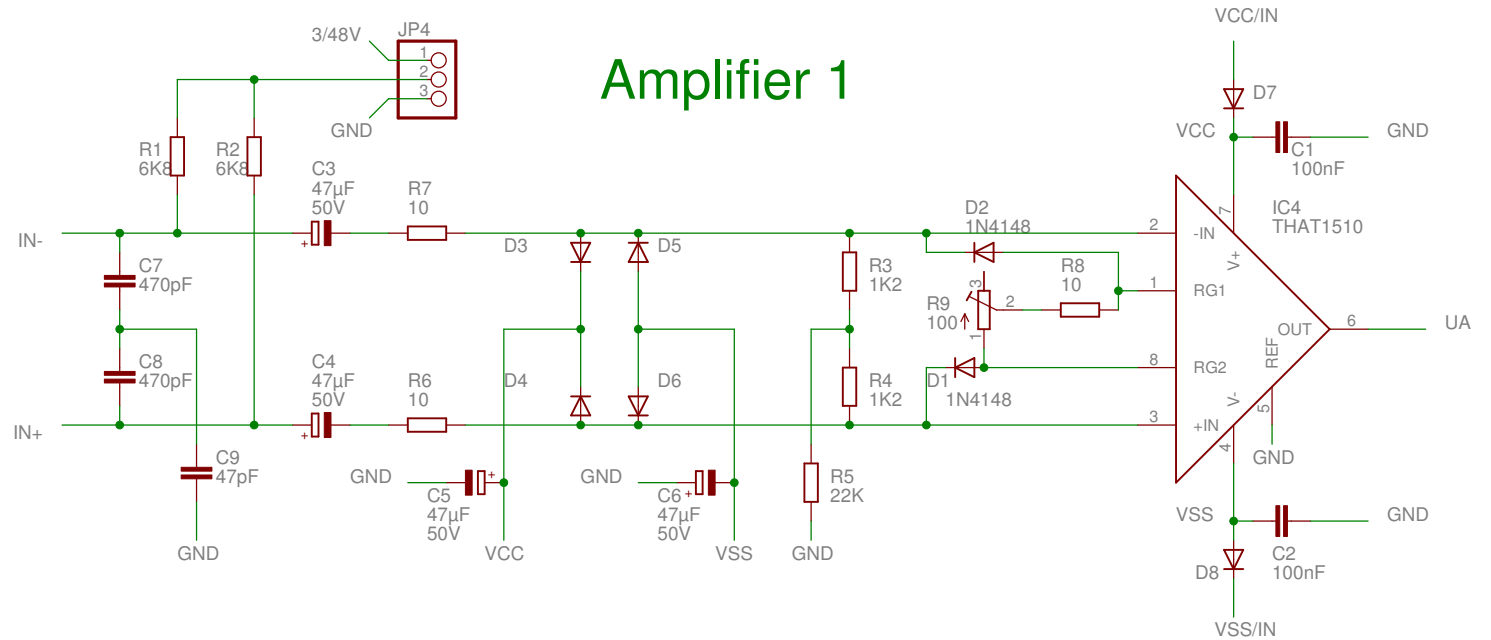 VCC/IN
3/48V
JP4
1
2
3
GND
Amplifier 1
D7
VCC
GND
C1
100nF
R1
6K8
R2
6K8
C3
47µF
50V
+
R7
10
IN-
D3
D5
D2
1N4148
2
-IN
7
V+
IC4
THAT1510
C7
470pF
R3
1K2
R8
10
1
RG1
R9
100
3
2
1
OUT
6
UA
REF
C8
470pF
C4
47µF
50V
+
R6
10
D4
D6
R4
1K2
D1
1N4148
8
RG2
V-
IN+
3
+IN
4
5
GND
C9
47pF
GND
GND
C5
47µF
50V
+
VCC
GND
C6
47µF
50V
+
VSS
R5
22K
GND
VSS
GND
C2
100nF
D8
VSS/IN